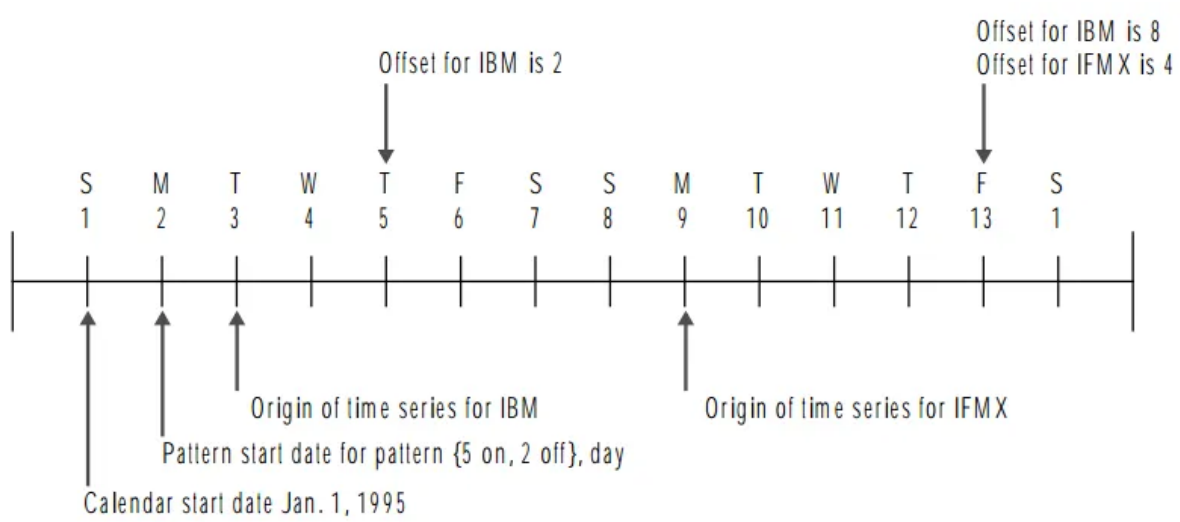 Offset for IBM is 8
Offset for IBM is 2
Offset for IFMX is 4
S M T W T F S S M T W T F S
1 2 3 4 5 6 7 8 9 10 11 12 13 1
Origin of time series for IBM
Origin of time series for IFMX
Pattern start date for pattern {5 on, 2 off}, day
Calendar start date Jan. 1, 1995